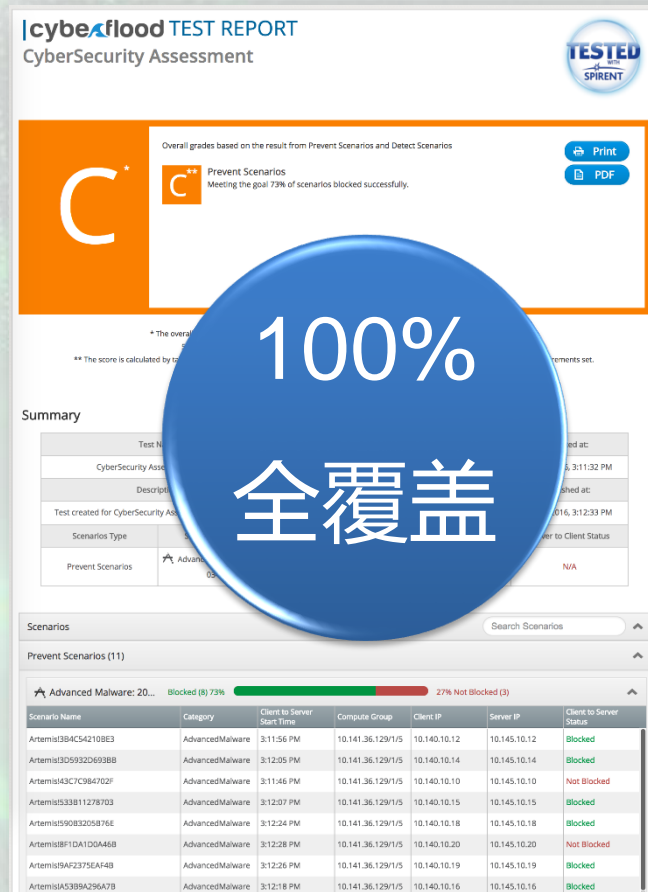 cyberflood TEST REPORT
CyberSecurity Assessment
TESTED
WITH
SPIRENT
C*
Overall grades based on the result from Prevent Scenarios and Detect Scenarios
C**
Prevent Scenarios
Meeting the goal 73% of scenarios blocked successfully.
Print
PDF
100%
全覆盖
* The overal
** The score is calculated by ta
rements set.
Summary
Test N
ed at:
CyberSecurity Asse
6, 3:11:32 PM
Descripti
shed at:
Test created for CyberSecurity Ass
016, 3:12:33 PM
Scenarios Type
ver to Client Status
Prevent Scenarios
Advanc
03-
N/A
Scenarios
Search Scenarios
Prevent Scenarios (11)
Advanced Malware: 20... Blocked (8) 73% 27% Not Blocked (3)
Scenario Name Category Client to Server Start Time Compute Group Client IP Server IP Client to Server Status
Artemis!3B4C54210BE3 AdvancedMalware 3:11:56 PM 10.141.36.129/1/5 10.140.10.12 10.145.10.12 Blocked
Artemis!3D5932D693BB AdvancedMalware 3:12:05 PM 10.141.36.129/1/5 10.140.10.14 10.145.10.14 Blocked
Artemis!43C7C984702F AdvancedMalware 3:11:46 PM 10.141.36.129/1/5 10.140.10.10 10.145.10.10 Not Blocked
Artemis!533B11278703 AdvancedMalware 3:12:07 PM 10.141.36.129/1/5 10.140.10.15 10.145.10.15 Blocked
Artemis!59083205B76E AdvancedMalware 3:12:24 PM 10.141.36.129/1/5 10.140.10.18 10.145.10.18 Blocked
Artemis!8F1DA1D0A46B AdvancedMalware 3:12:28 PM 10.141.36.129/1/5 10.140.10.20 10.145.10.20 Not Blocked
Artemis!9AF2375EAF4B AdvancedMalware 3:12:26 PM 10.141.36.129/1/5 10.140.10.19 10.145.10.19 Blocked
Artemis!A53B9A296A7B AdvancedMalware 3:12:18 PM 10.141.36.129/1/5 10.140.10.16 10.145.10.16 Blocked